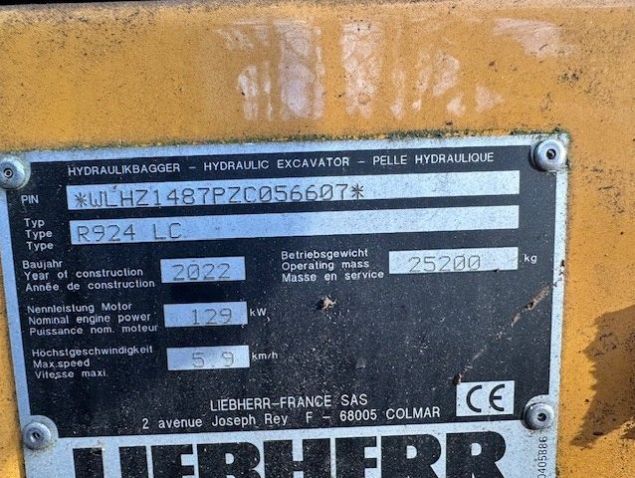 HYDRAULIKBAGGER - HYDRAULIC EXCAVATOR - PELLE HYDRAULIQUE
PIN *WLHZ1487PZC056607*
Typ
Type R924 LC
Type
Baujahr
Year of construction 2022
Année de construction
Betriebsgewicht
Operating mass 25200 kg
Masse en service
Nennleistung Motor
Nominal engine power 129 kW
Puissance nom. moteur
Höchstgeschwindigkeit
Max.speed 5.9 km/h
Vitesse maxi.
LIEBHERR-FRANCE SAS
2 avenue Joseph Rey F - 68005 COLMAR
CE
LIEBHERR